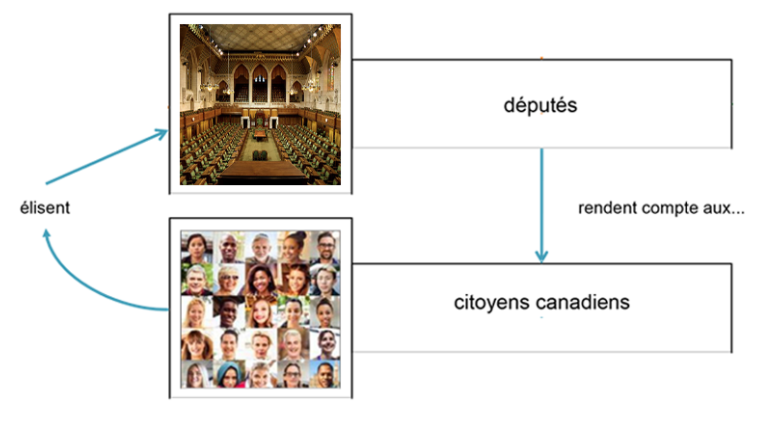 députés
élisent
rendent compte aux...
citoyens canadiens